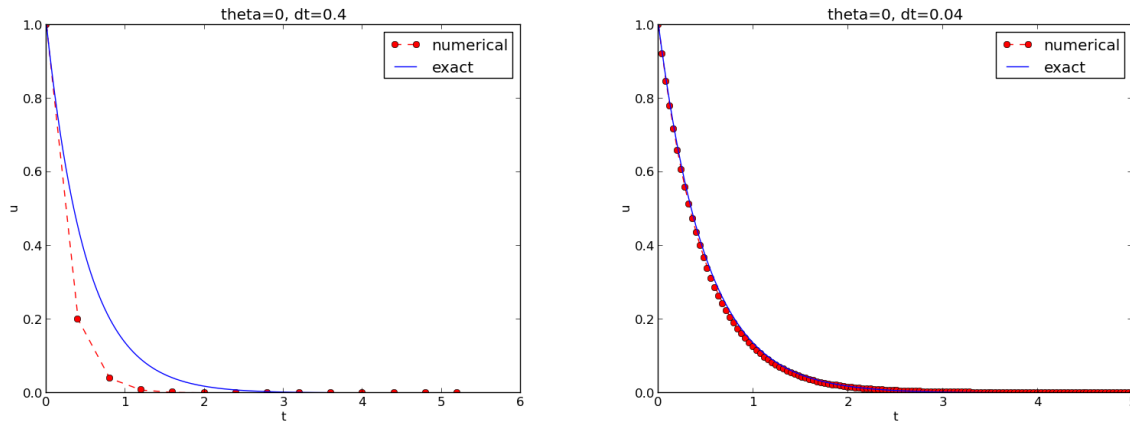 theta=0, dt=0.4
1.0
0.8
0.6
0.4
0.2
0.0
u
numerical
exact
0 1 2 3 4 5 6
t
theta=0, dt=0.04
1.0
0.8
0.6
0.4
0.2
0.0
u
numerical
exact
0 1 2 3 4 5
t